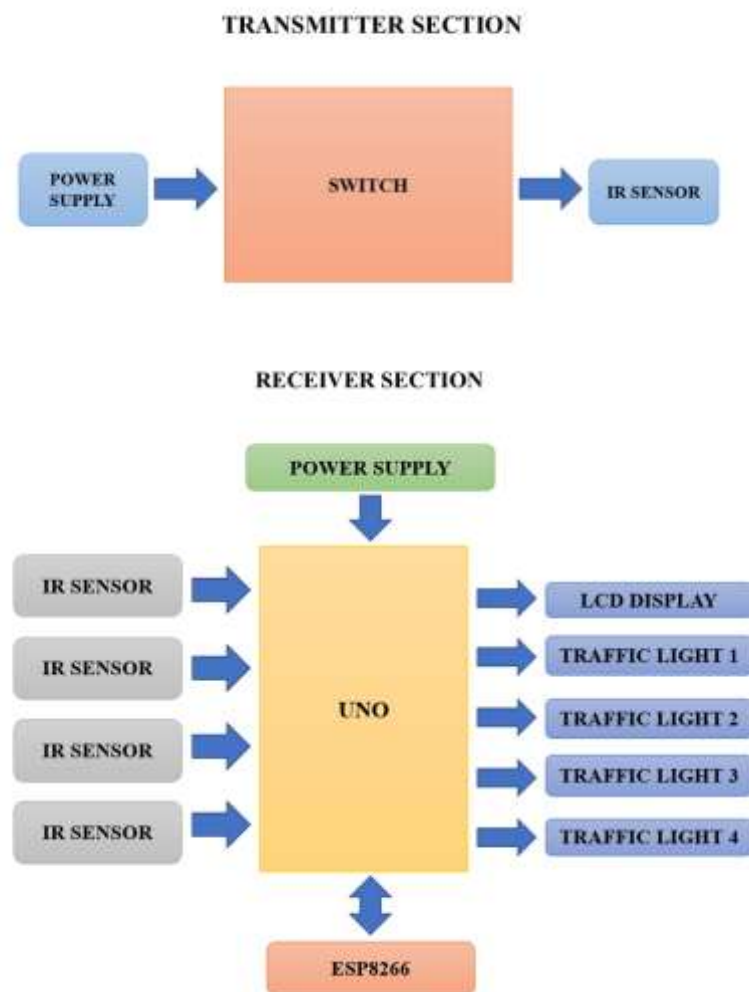 TRANSMITTER SECTION
POWER
SUPPLY
SWITCH
IR SENSOR
RECEIVER SECTION
POWER SUPPLY
IR SENSOR
IR SENSOR
IR SENSOR
IR SENSOR
UNO
LCD DISPLAY
TRAFFIC LIGHT 1
TRAFFIC LIGHT 2
TRAFFIC LIGHT 3
TRAFFIC LIGHT 4
ESP8266